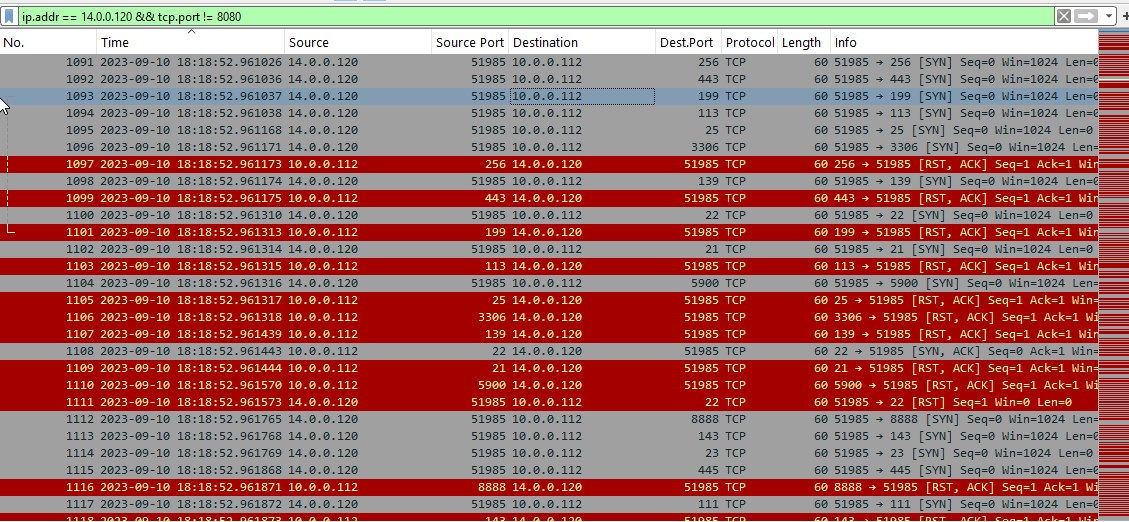 ip.addr == 14.0.0.120 && tcp.port != 8080
No. Time Source Source Port Destination Dest.Port Protocol Length Info
1091 2023-09-10 18:18:52.961026 14.0.0.120 51985 10.0.0.112 256 TCP 60 51985 → 256 [SYN] Seq=0 Win=1024 Len=0
1092 2023-09-10 18:18:52.961036 14.0.0.120 51985 10.0.0.112 443 TCP 60 51985 → 443 [SYN] Seq=0 Win=1024 Len=0
1093 2023-09-10 18:18:52.961037 14.0.0.120 51985 10.0.0.112 199 TCP 60 51985 → 199 [SYN] Seq=0 Win=1024 Len=0
1094 2023-09-10 18:18:52.961038 14.0.0.120 51985 10.0.0.112 113 TCP 60 51985 → 113 [SYN] Seq=0 Win=1024 Len=0
1095 2023-09-10 18:18:52.961168 14.0.0.120 51985 10.0.0.112 25 TCP 60 51985 → 25 [SYN] Seq=0 Win=1024 Len=0
1096 2023-09-10 18:18:52.961171 14.0.0.120 51985 10.0.0.112 3306 TCP 60 51985 → 3306 [SYN] Seq=0 Win=1024 Len=
1097 2023-09-10 18:18:52.961173 10.0.0.112 256 14.0.0.120 51985 TCP 60 256 → 51985 [RST, ACK] Seq=1 Ack=1 Win
1098 2023-09-10 18:18:52.961174 14.0.0.120 51985 10.0.0.112 139 TCP 60 51985 → 139 [SYN] Seq=0 Win=1024 Len=0
1099 2023-09-10 18:18:52.961175 10.0.0.112 443 14.0.0.120 51985 TCP 60 443 → 51985 [RST, ACK] Seq=1 Ack=1 Win
1100 2023-09-10 18:18:52.961310 14.0.0.120 51985 10.0.0.112 22 TCP 60 51985 → 22 [SYN] Seq=0 Win=1024 Len=0
1101 2023-09-10 18:18:52.961313 10.0.0.112 199 14.0.0.120 51985 TCP 60 199 → 51985 [RST, ACK] Seq=1 Ack=1 Win
1102 2023-09-10 18:18:52.961314 14.0.0.120 51985 10.0.0.112 21 TCP 60 51985 → 21 [SYN] Seq=0 Win=1024 Len=0
1103 2023-09-10 18:18:52.961315 10.0.0.112 113 14.0.0.120 51985 TCP 60 113 → 51985 [RST, ACK] Seq=1 Ack=1 Win
1104 2023-09-10 18:18:52.961316 14.0.0.120 51985 10.0.0.112 5900 TCP 60 51985 → 5900 [SYN] Seq=0 Win=1024 Len=
1105 2023-09-10 18:18:52.961317 10.0.0.112 25 14.0.0.120 51985 TCP 60 25 → 51985 [RST, ACK] Seq=1 Ack=1 Win=
1106 2023-09-10 18:18:52.961318 10.0.0.112 3306 14.0.0.120 51985 TCP 60 3306 → 51985 [RST, ACK] Seq=1 Ack=1 Wi
1107 2023-09-10 18:18:52.961439 10.0.0.112 139 14.0.0.120 51985 TCP 60 139 → 51985 [RST, ACK] Seq=1 Ack=1 Win
1108 2023-09-10 18:18:52.961443 10.0.0.112 22 14.0.0.120 51985 TCP 60 22 → 51985 [SYN, ACK] Seq=0 Ack=1 Win=
1109 2023-09-10 18:18:52.961444 10.0.0.112 21 14.0.0.120 51985 TCP 60 21 → 51985 [RST, ACK] Seq=1 Ack=1 Win=
1110 2023-09-10 18:18:52.961570 10.0.0.112 5900 14.0.0.120 51985 TCP 60 5900 → 51985 [RST, ACK] Seq=1 Ack=1 Wi
1111 2023-09-10 18:18:52.961573 14.0.0.120 51985 10.0.0.112 22 TCP 60 51985 → 22 [RST] Seq=1 Win=0 Len=0
1112 2023-09-10 18:18:52.961765 14.0.0.120 51985 10.0.0.112 8888 TCP 60 51985 → 8888 [SYN] Seq=0 Win=1024 Len=
1113 2023-09-10 18:18:52.961768 14.0.0.120 51985 10.0.0.112 143 TCP 60 51985 → 143 [SYN] Seq=0 Win=1024 Len=0
1114 2023-09-10 18:18:52.961769 14.0.0.120 51985 10.0.0.112 23 TCP 60 51985 → 23 [SYN] Seq=0 Win=1024 Len=0
1115 2023-09-10 18:18:52.961868 14.0.0.120 51985 10.0.0.112 445 TCP 60 51985 → 445 [SYN] Seq=0 Win=1024 Len=0
1116 2023-09-10 18:18:52.961871 10.0.0.112 8888 14.0.0.120 51985 TCP 60 8888 → 51985 [RST, ACK] Seq=1 Ack=1 Wi
1117 2023-09-10 18:18:52.961872 14.0.0.120 51985 10.0.0.112 111 TCP 60 51985 → 111 [SYN] Seq=0 Win=1024 Len=0
1118 2023-09-10 18:18:52.961873 10.0.0.112 143 14.0.0.120 51985 TCP 60 143 → 51985 [RST, ACK] Seq=1 Ack=1 Win